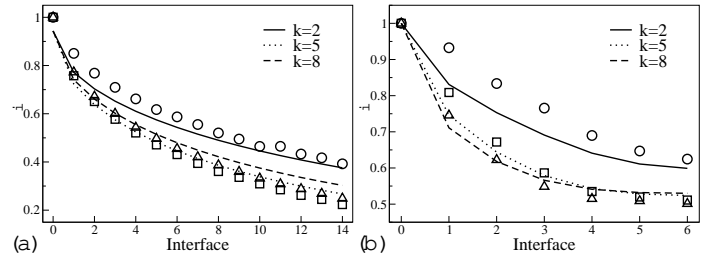 1
0.8
0.6
0.4
0.2
k=2
k=5
k=8
0 2 4 6 8 10 12 14
(a) Interface
1
0.9
0.8
0.7
0.6
0.5
k=2
k=5
k=8
0 1 2 3 4 5 6
(b) Interface